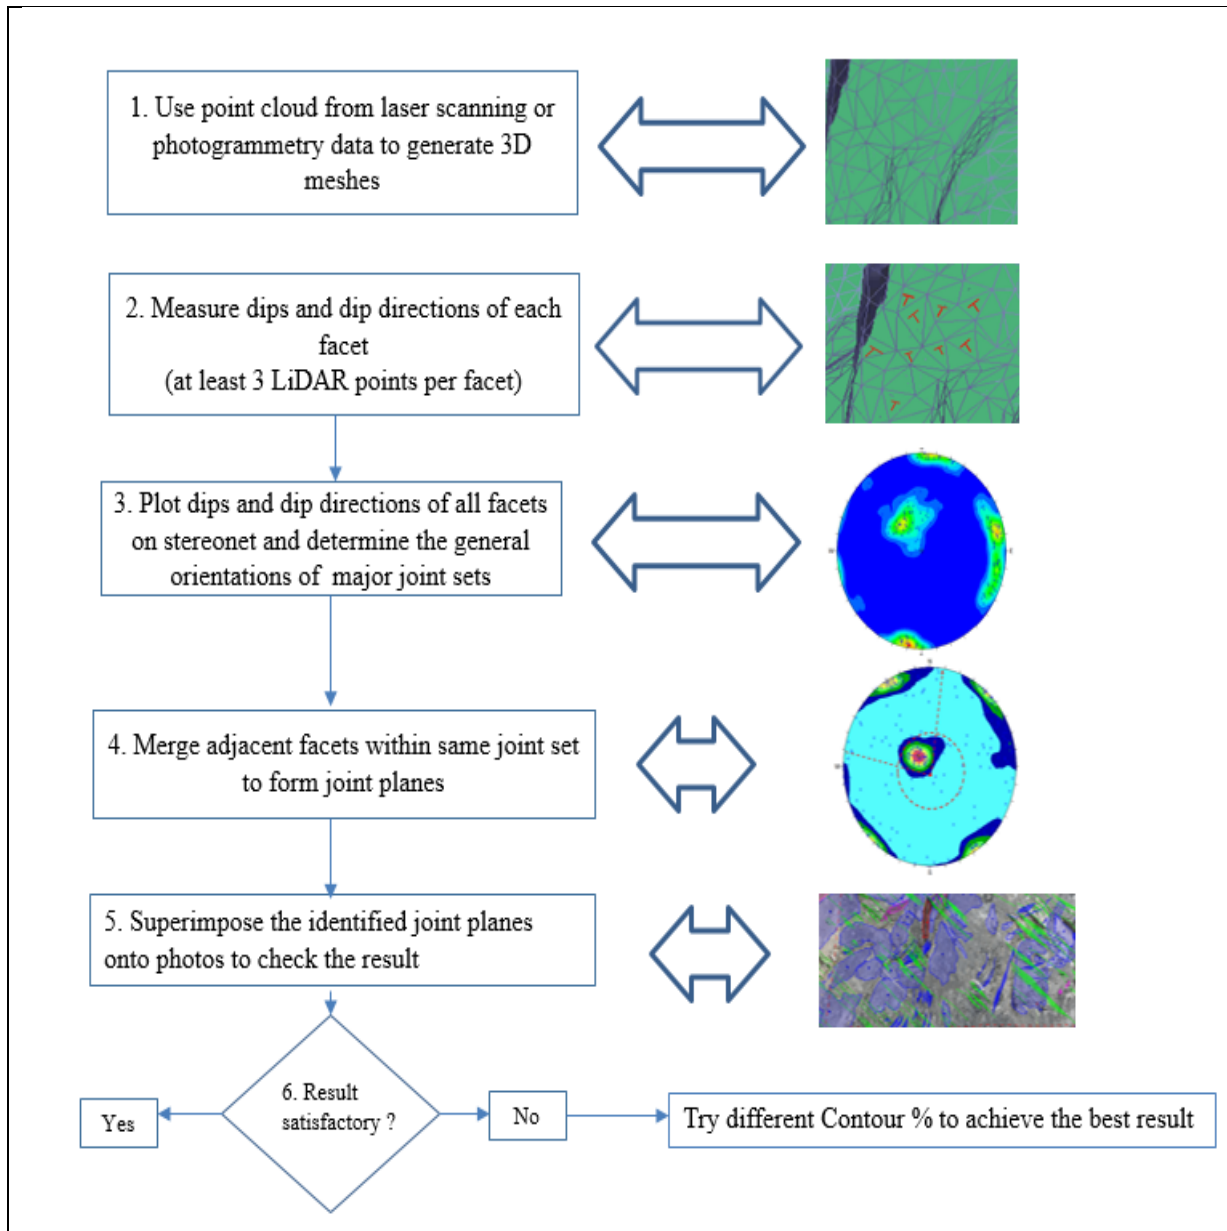 1. Use point cloud from laser scanning or
photogrammetry data to generate 3D
meshes
2. Measure dips and dip directions of each
facet
(at least 3 LiDAR points per facet)
3. Plot dips and dip directions of all facets
on stereonet and determine the general
orientations of major joint sets
4. Merge adjacent facets within same joint set
to form joint planes
5. Superimpose the identified joint planes
onto photos to check the result
6. Result
satisfactory ?
Yes
No
Try different Contour % to achieve the best result